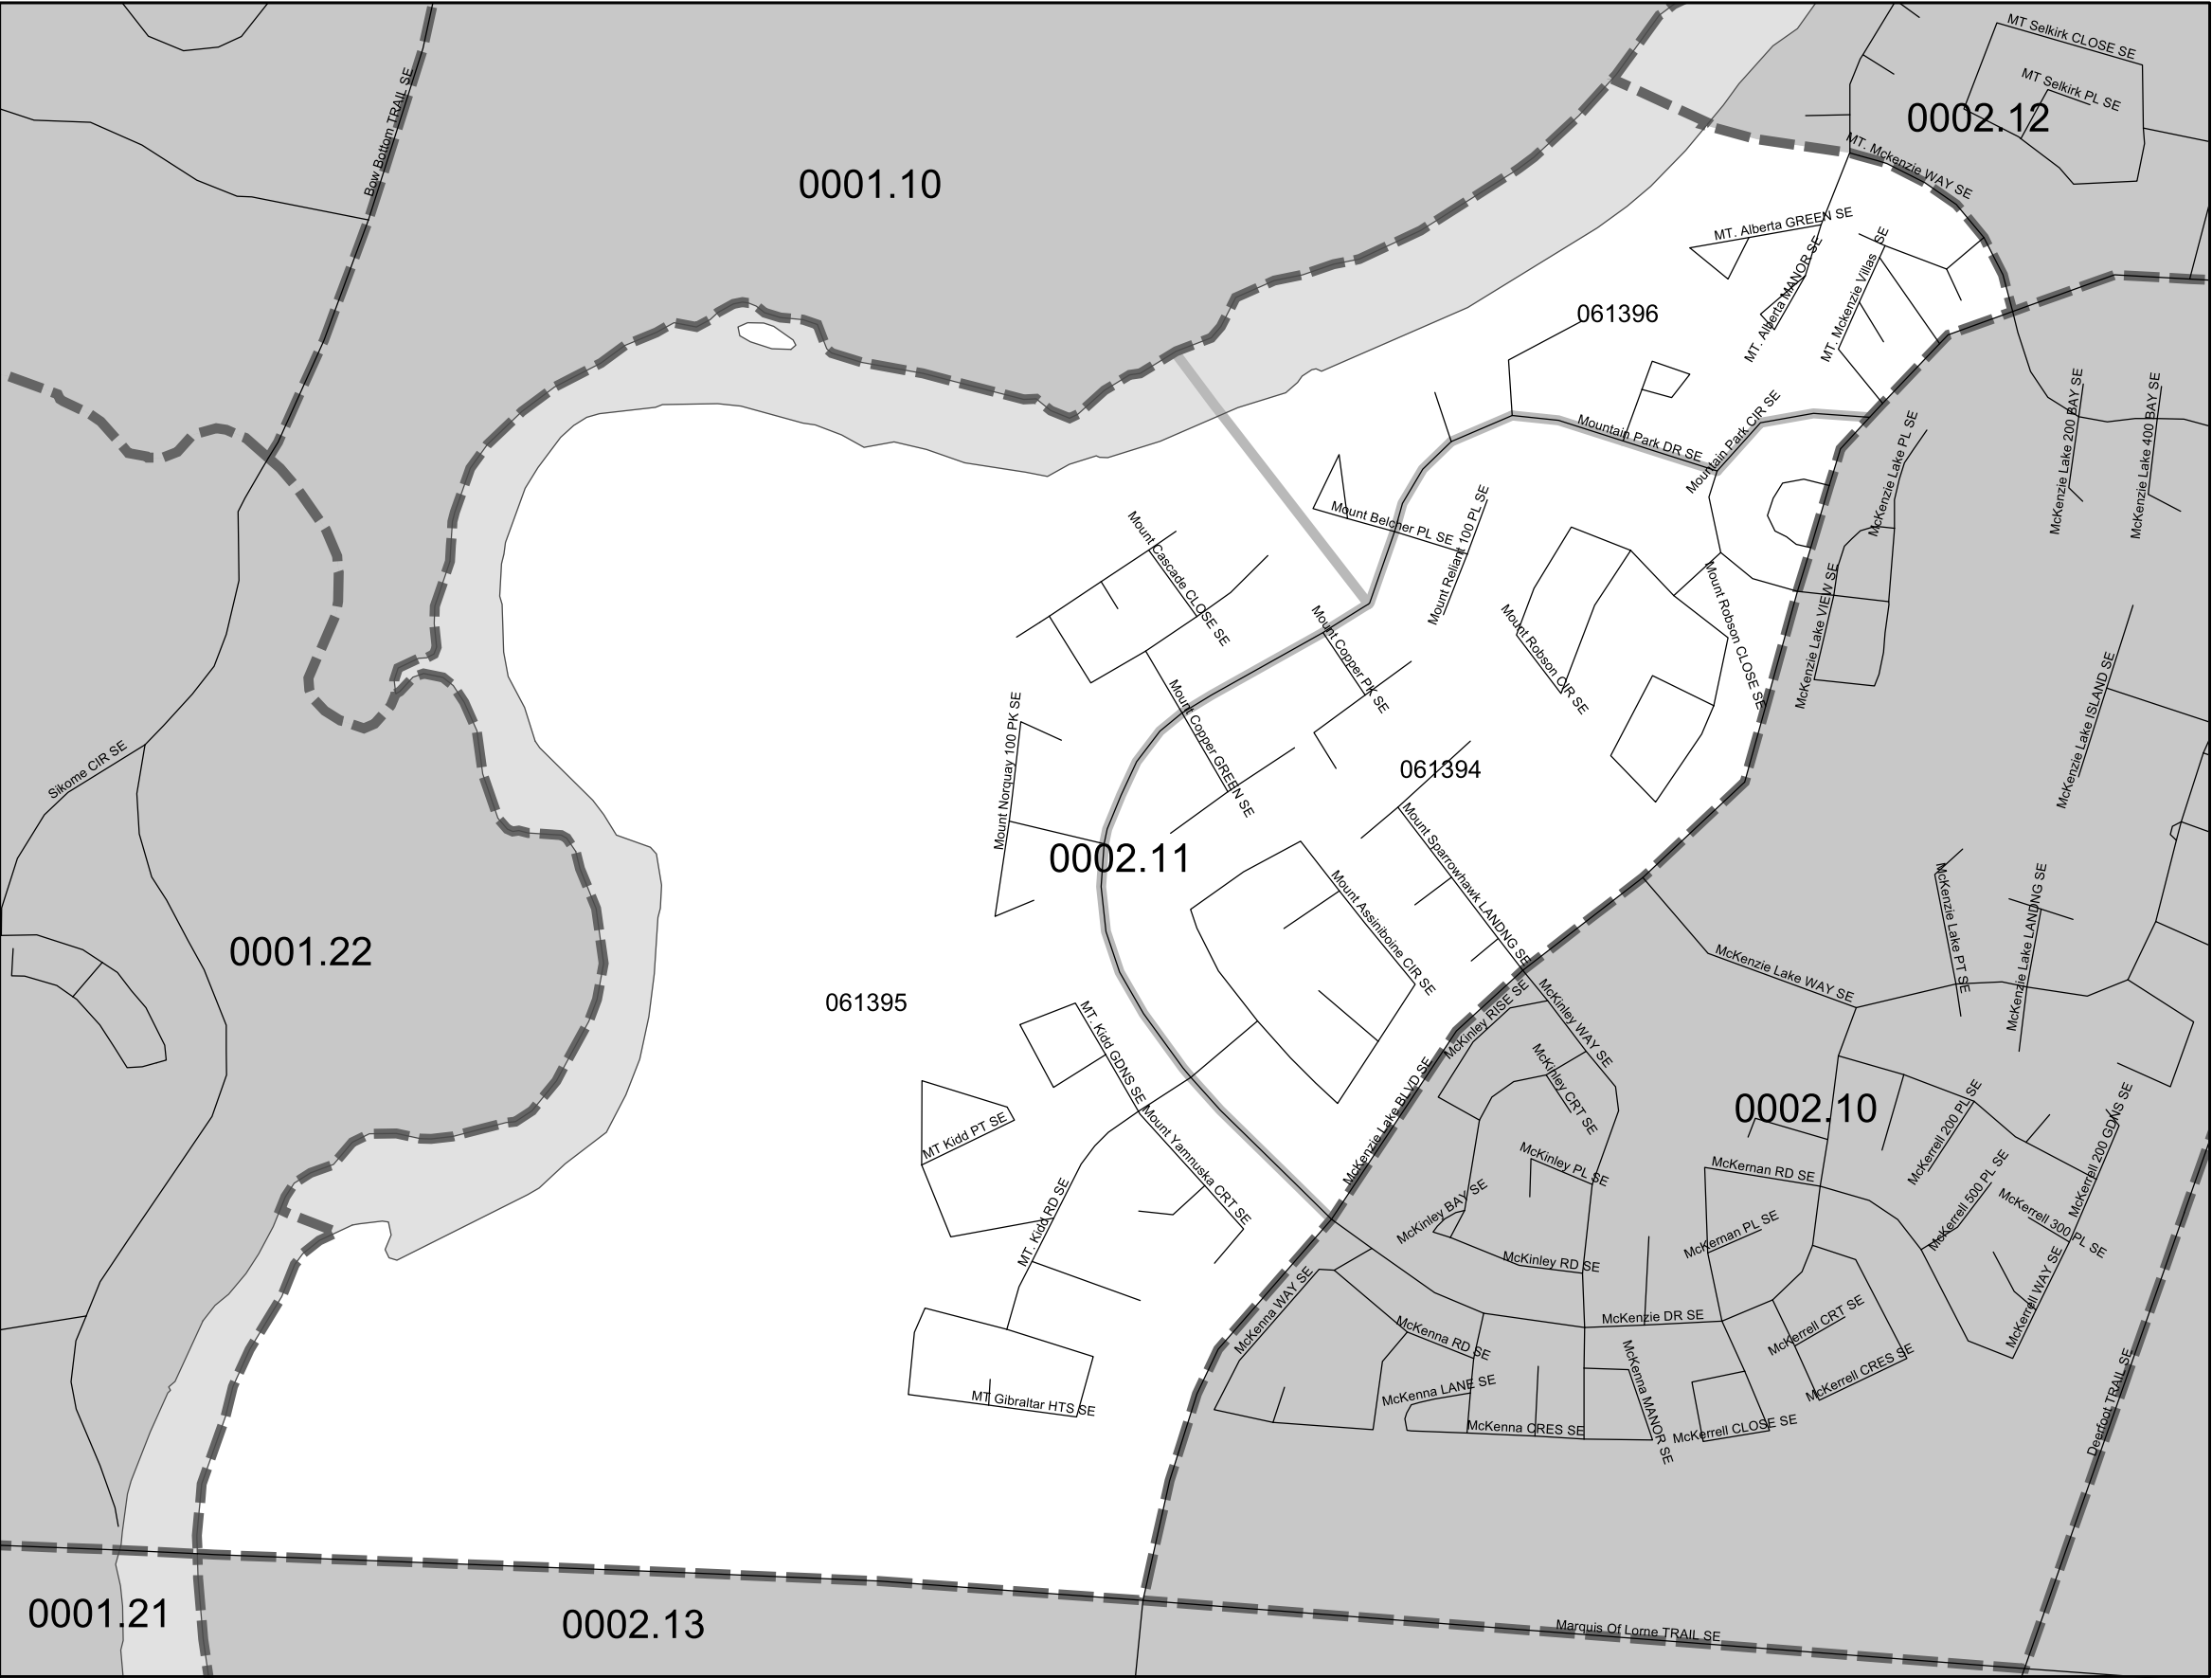 MT Selkirk CLOSE SE
MT Selkirk PL SE
0002.12
Bow Bottom TRAIL SE
0001.10
MT. Mckenzie WAY SE
MT. Alberta GREEN SE
MT. Alberta MANOR SE
MT. Mckenzie Villas SE
061396
Mountain Park DR SE
Mountain Park CIR SE
McKenzie Lake PL SE
McKenzie Lake 200 BAY SE
McKenzie Lake 400 BAY SE
Mount Belcher PL SE
Mount Reliant 100 PL SE
Mount Cascade CLOSE SE
Mount Copper PK SE
Mount Robson CIR SE
Mount Robson CLOSE SE
McKenzie Lake VIEW SE
McKenzie Lake ISLAND SE
Mount Copper GREEN SE
Mount Norquay 100 PK SE
Sikome CIR SE
061394
0002.11
Mount Sparrowhawk LANDNG SE
Mount Assiniboine CIR SE
0001.22
061395
McKenzie Lake WAY SE
McKenzie Lake PT SE
McKenzie Lake LANDNG SE
McKinley RISE SE
McKinley WAY SE
McKinley CRT SE
McKenzie Lake BLVD SE
MT. Kidd GDNS SE
MT Kidd PT SE
Mount Yamnuska CRT SE
MT. Kidd RD SE
0002.10
McKinley PL SE
McKinley BAY SE
McKinley RD SE
McKernan RD SE
McKernan PL SE
McKerrell 200 PL SE
McKerrell 500 PL SE
McKerrell 200 GDNS SE
McKerrell 300 PL SE
McKerrell WAY SE
McKenzie DR SE
McKenna WAY SE
McKenna RD SE
McKenna LANE SE
McKenna CRES SE
McKenna MANOR SE
McKerrell CRT SE
McKerrell CRES SE
McKerrell CLOSE SE
Deerfoot TRAIL SE
MT Gibraltar HTS SE
0001.21
0002.13
Marquis Of Lorne TRAIL SE